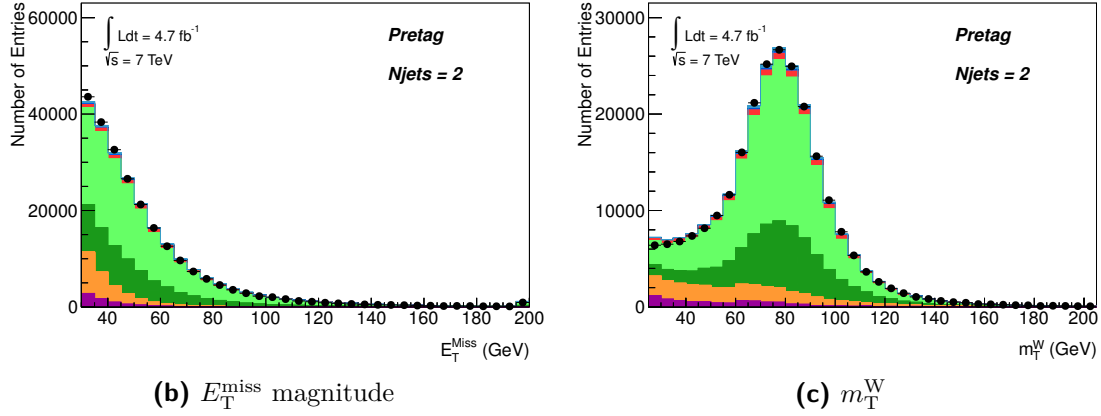 Number of Entries
60000
40000
20000
0
∫ Ldt = 4.7 fb⁻¹
√s = 7 TeV
Pretag
Njets = 2
40 60 80 100 120 140 160 180 200
E_T^Miss (GeV)
(b) E_T^miss magnitude
Number of Entries
30000
20000
10000
0
∫ Ldt = 4.7 fb⁻¹
√s = 7 TeV
Pretag
Njets = 2
40 60 80 100 120 140 160 180 200
m_T^W (GeV)
(c) m_T^W